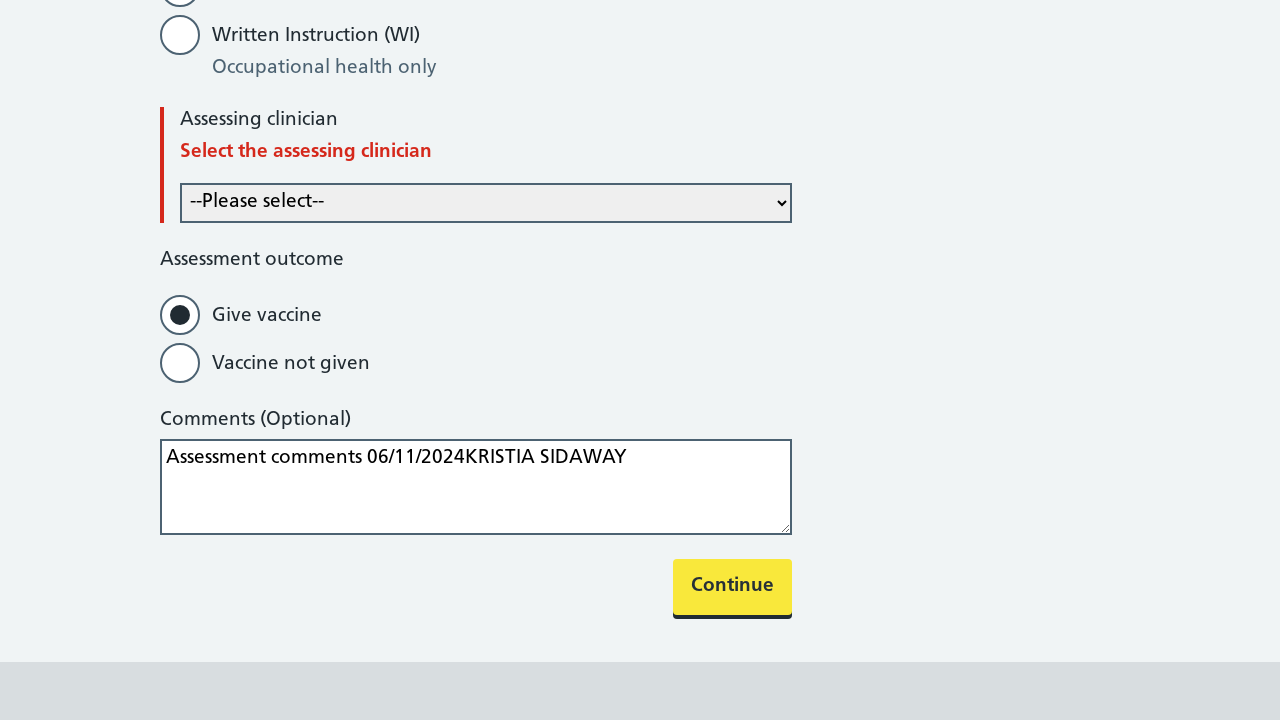 Written Instruction (WI)
Occupational health only
Assessing clinician
Select the assessing clinician
--Please select--
Assessment outcome
Give vaccine
Vaccine not given
Comments (Optional)
Assessment comments 06/11/2024KRISTIA SIDAWAY
Continue